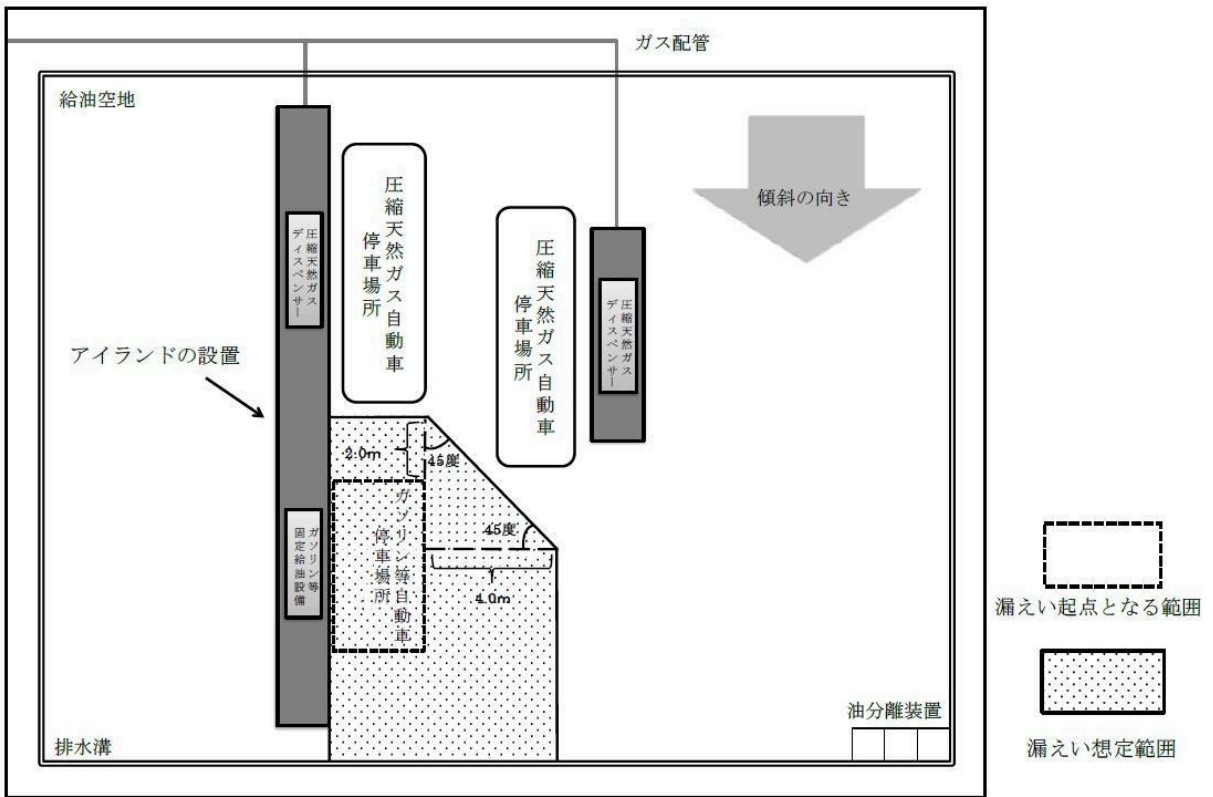 ガス配管
給油空地
傾斜の向き
圧縮天然ガス自動車
停車場所
圧縮天然ガス自動車
停車場所
圧縮天然ガス
ディスペンサー
圧縮天然ガス
ディスペンサー
アイランドの設置
2.0m
45度
45度
4.0m
ガソリン等自動車
停車場所
ガソリン等
固定給油設備
漏えい起点となる範囲
油分離装置
排水溝
漏えい想定範囲